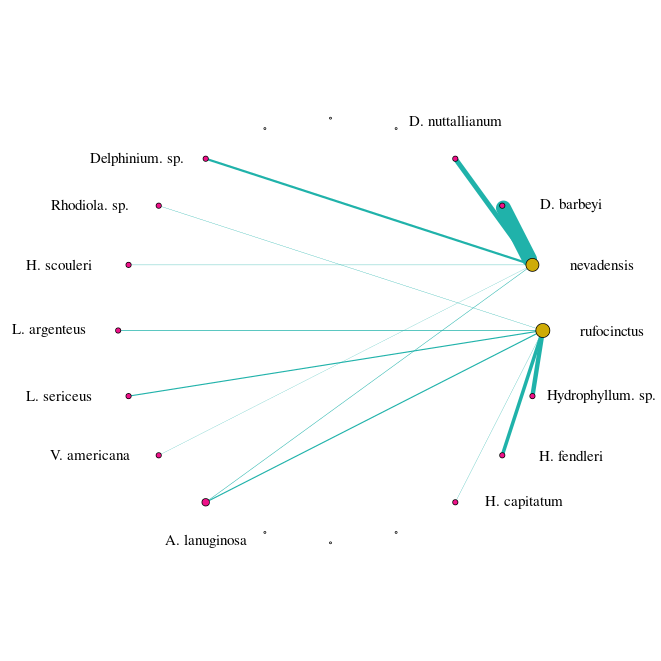 D. nuttallianum
Delphinium. sp.
Rhodiola. sp.
D. barbeyi
H. scouleri
nevadensis
L. argenteus
rufocinctus
L. sericeus
Hydrophyllum. sp.
V. americana
H. fendleri
H. capitatum
A. lanuginosa